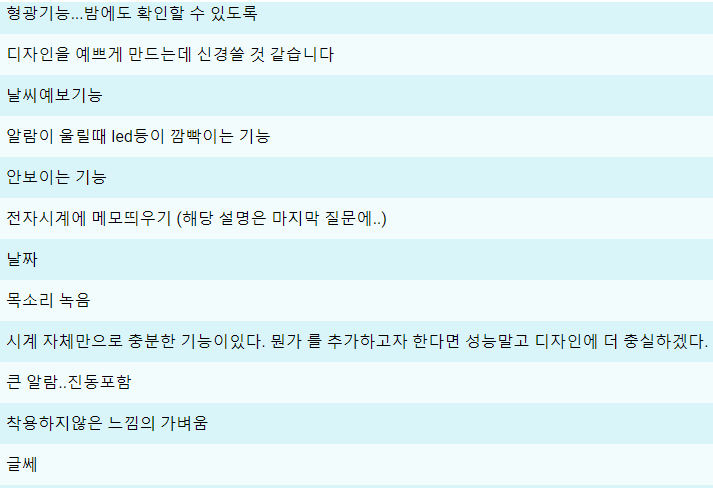 형광기능...밤에도 확인할 수 있도록
디자인을 예쁘게 만드는데 신경쓸 것 같습니다
날씨예보기능
알람이 울릴때 led등이 깜빡이는 기능
안보이는 기능
전자시계에 메모띄우기 (해당 설명은 마지막 질문에..)
날짜
목소리 녹음
시계 자체만으로 충분한 기능이있다. 뭔가 를 추가하고자 한다면 성능말고 디자인에 더 충실하겠다.
큰 알람..진동포함
착용하지않은 느낌의 가벼움
글쎄